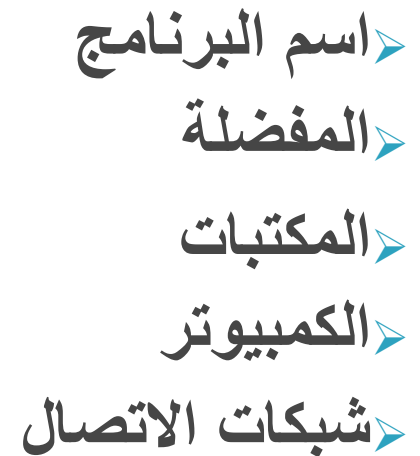 اسم البرنامج
المفضلة
المكتبات
الكمبيوتر
شبكات الاتصال